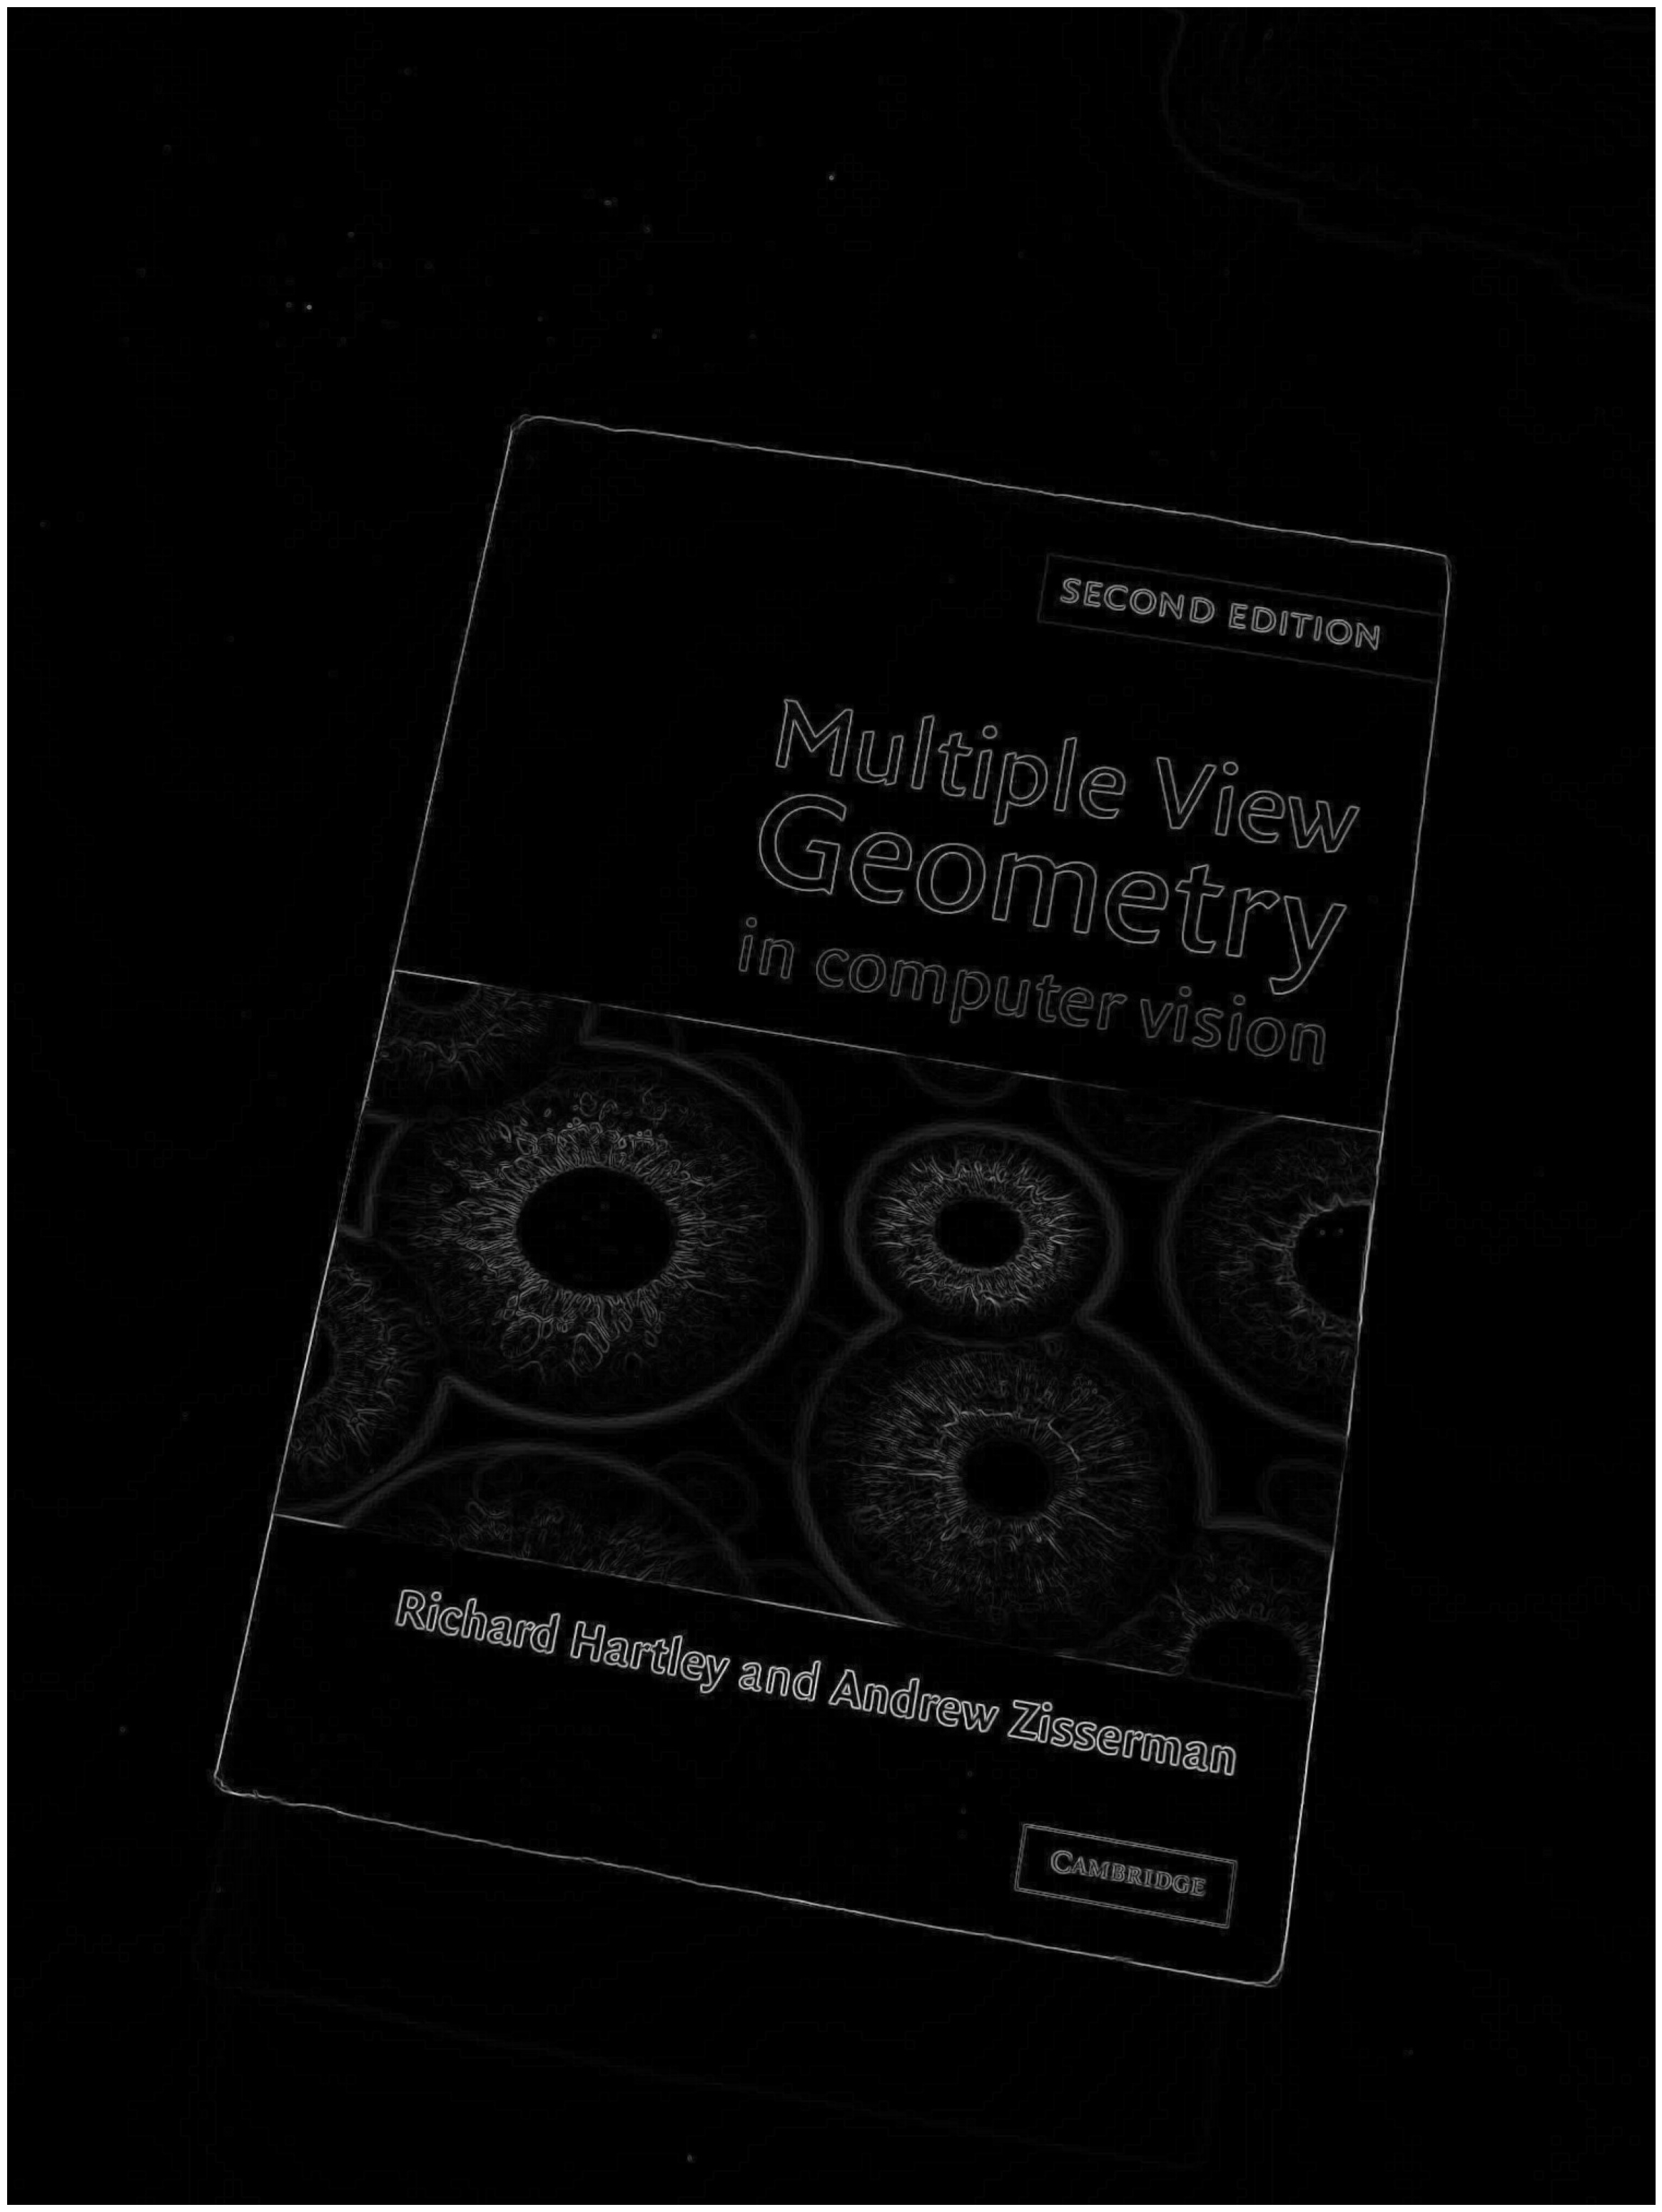 SECOND EDITION
Multiple View
Geometry
in computer vision
Richard Hartley and Andrew Zisserman
CAMBRIDGE